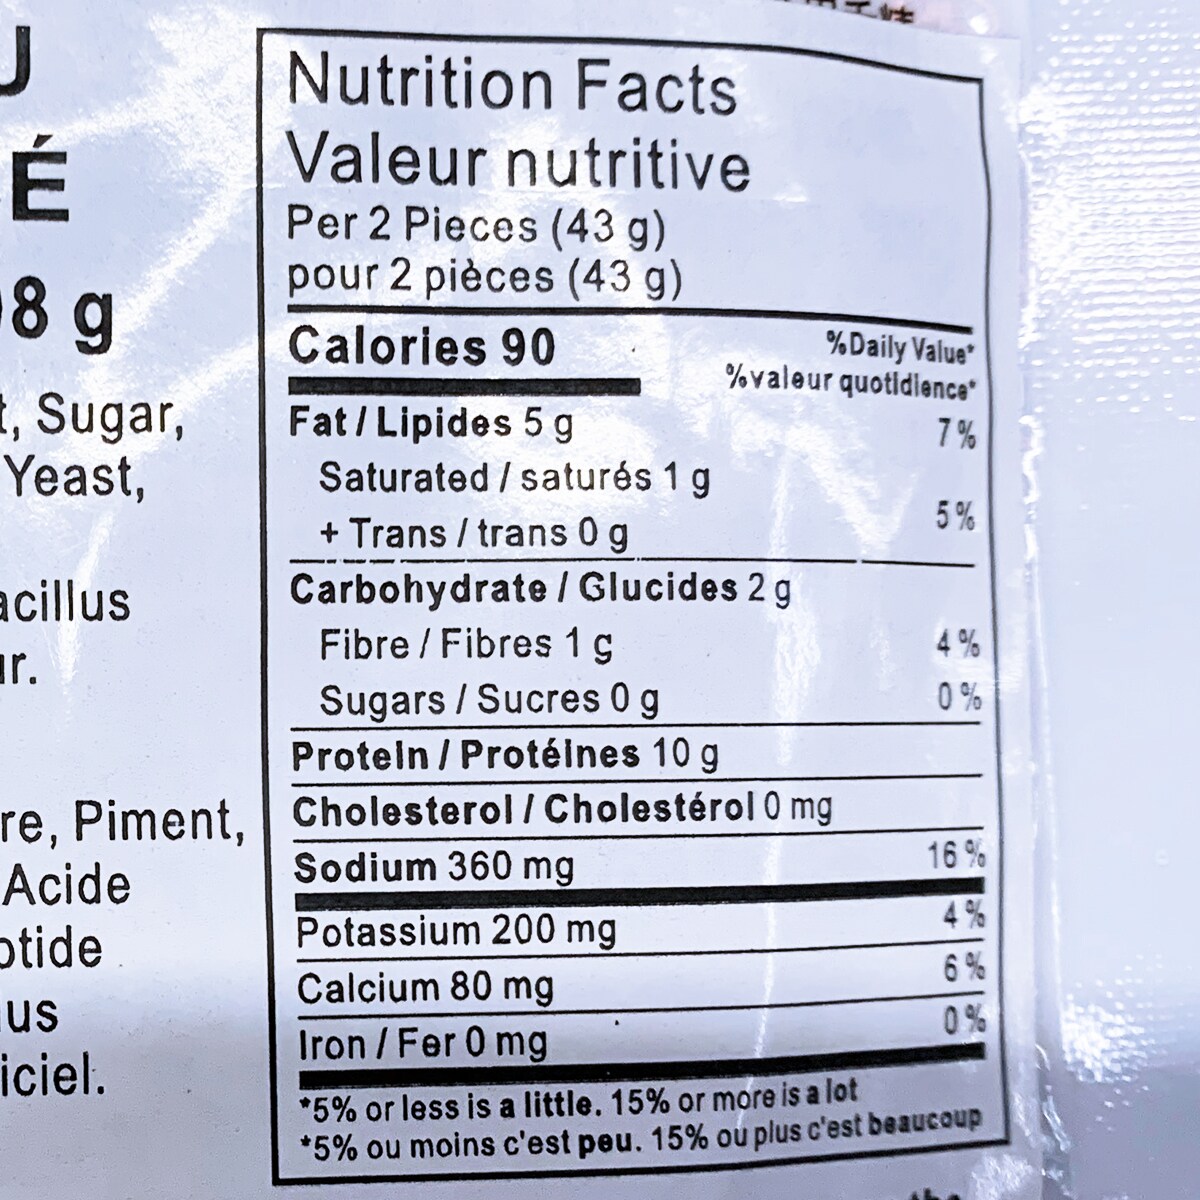 U
É
8 g
, Sugar,
Yeast,
acillus
ur.
re, Piment,
Acide
otide
us
iciel.
Nutrition Facts
Valeur nutritive
Per 2 Pieces (43 g)
pour 2 pièces (43 g)
Calories 90
% Daily Value*
% valeur quotidience*
Fat / Lipides 5 g 7 %
Saturated / saturés 1 g
+ Trans / trans 0 g 5 %
Carbohydrate / Glucides 2 g
Fibre / Fibres 1 g 4 %
Sugars / Sucres 0 g 0 %
Protein / Protéines 10 g
Cholesterol / Cholestérol 0 mg
Sodium 360 mg 16 %
Potassium 200 mg 4 %
Calcium 80 mg 6 %
Iron / Fer 0 mg 0 %
*5% or less is a little. 15% or more is a lot
*5% ou moins c'est peu. 15% ou plus c'est beaucoup